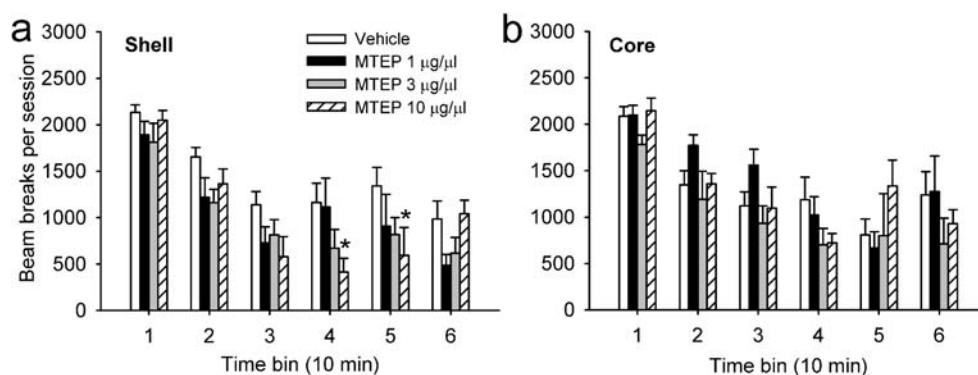 a
Shell
Vehicle
MTEP 1 μg/μl
MTEP 3 μg/μl
MTEP 10 μg/μl
Beam breaks per session
3000
2500
2000
1500
1000
500
0
*
*
1 2 3 4 5 6
Time bin (10 min)
b
Core
3000
2500
2000
1500
1000
500
0
1 2 3 4 5 6
Time bin (10 min)